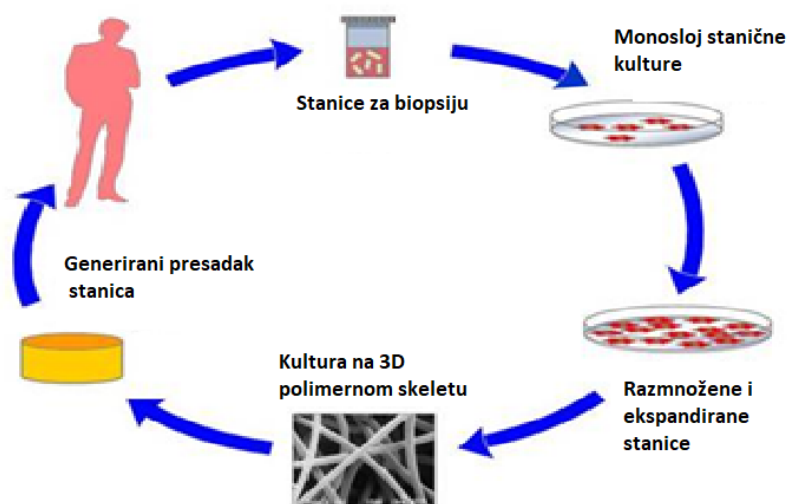 Stanice za biopsiju
Monosloj stanične
kulture
Razmnožene i
ekspandirane
stanice
Kultura na 3D
polimernom skeletu
Generirani presadak
stanica